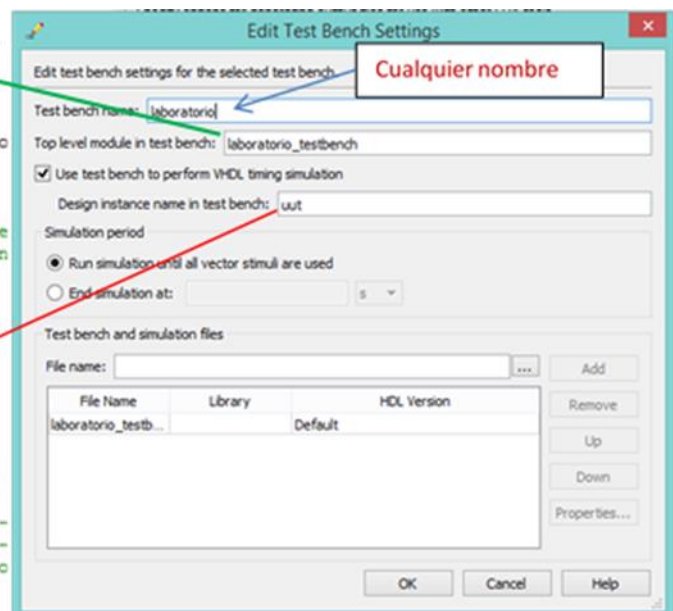 Edit Test Bench Settings
Edit test bench settings for the selected test bench.
Cualquier nombre
Test bench name: laboratorio
Top level module in test bench: laboratorio_testbench
Use test bench to perform VHDL timing simulation
Design instance name in test bench: uut
Simulation period
Run simulation until all vector stimuli are used
End simulation at: s
Test bench and simulation files
File name: ... Add
File Name Library HDL Version Remove
laboratorio_testb... Default
Up
Down
Properties...
OK Cancel Help